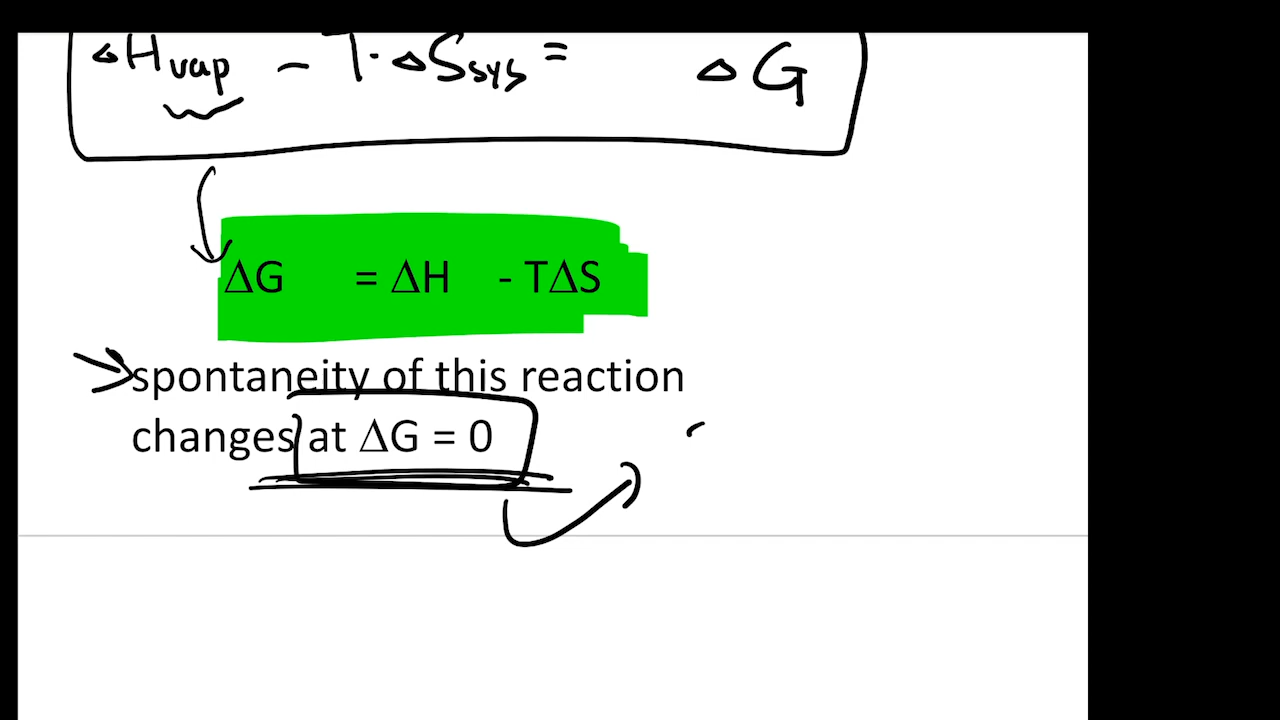 ΔHvap - T·ΔSsys = ΔG
ΔG = ΔH - TΔS
spontaneity of this reaction
changes at ΔG = 0